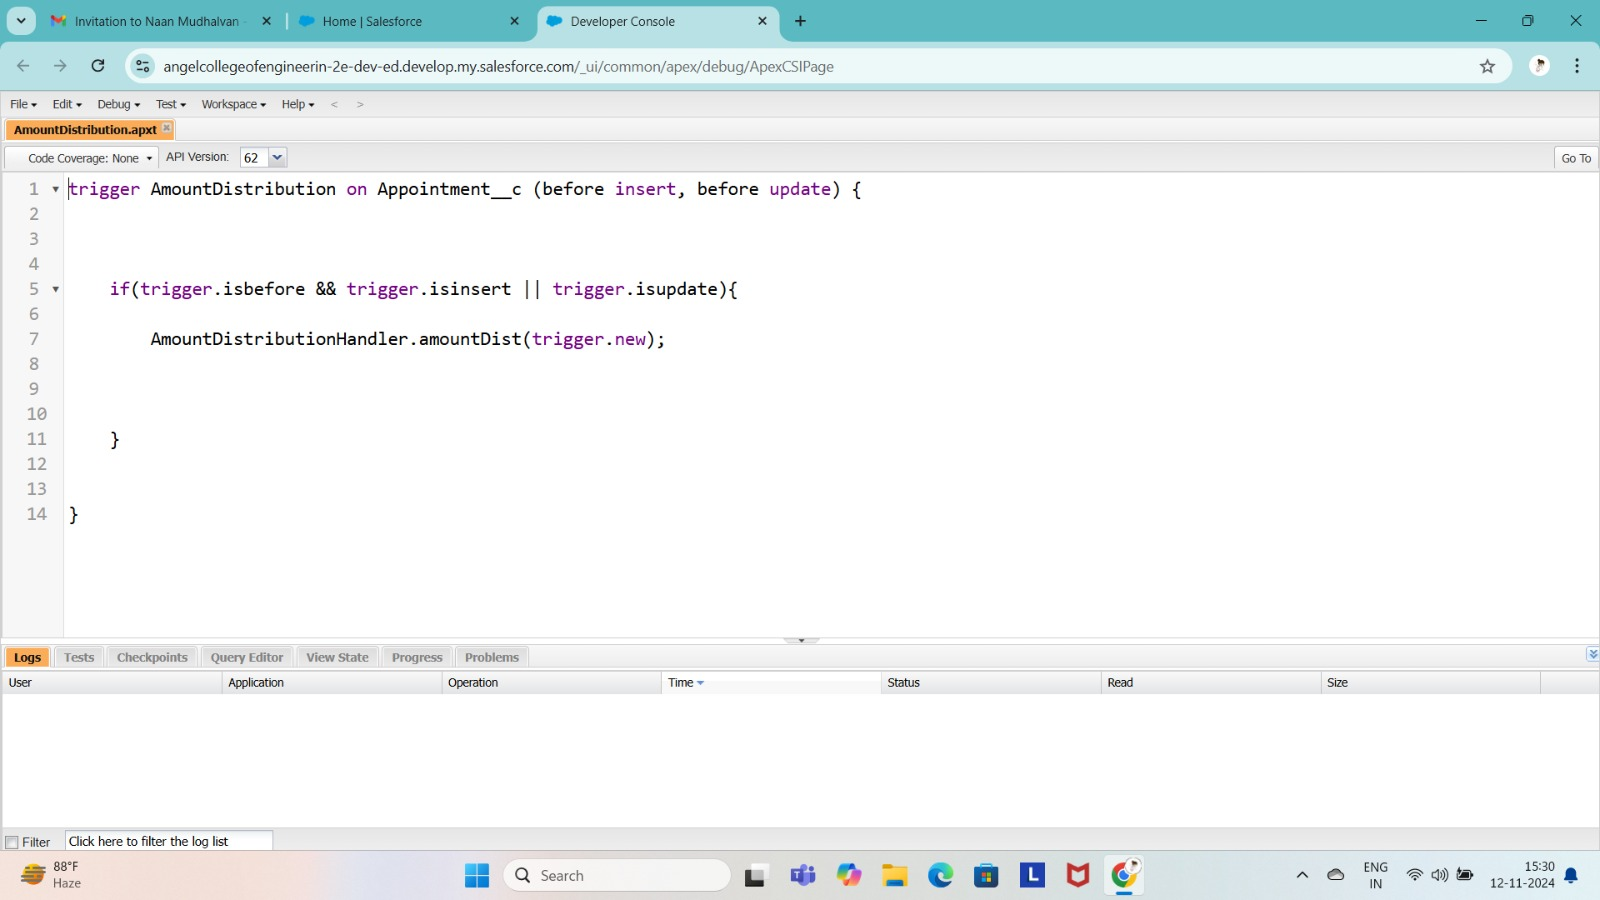 Invitation to Naan Mudhalvan
Home | Salesforce
Developer Console
angelcollegeofengineerin-2e-dev-ed.develop.my.salesforce.com/_ui/common/apex/debug/ApexCSIPage
File Edit Debug Test Workspace Help < >
AmountDistribution.apxt
Code Coverage: None API Version: 62 Go To
1 trigger AmountDistribution on Appointment__c (before insert, before update) {
2
3
4
5 if(trigger.isbefore && trigger.isinsert || trigger.isupdate){
6
7 AmountDistributionHandler.amountDist(trigger.new);
8
9
10
11 }
12
13
14 }
Logs Tests Checkpoints Query Editor View State Progress Problems
User Application Operation Time Status Read Size
Filter Click here to filter the log list
88°F
Haze
Search
L
ENG
IN
15:30
12-11-2024